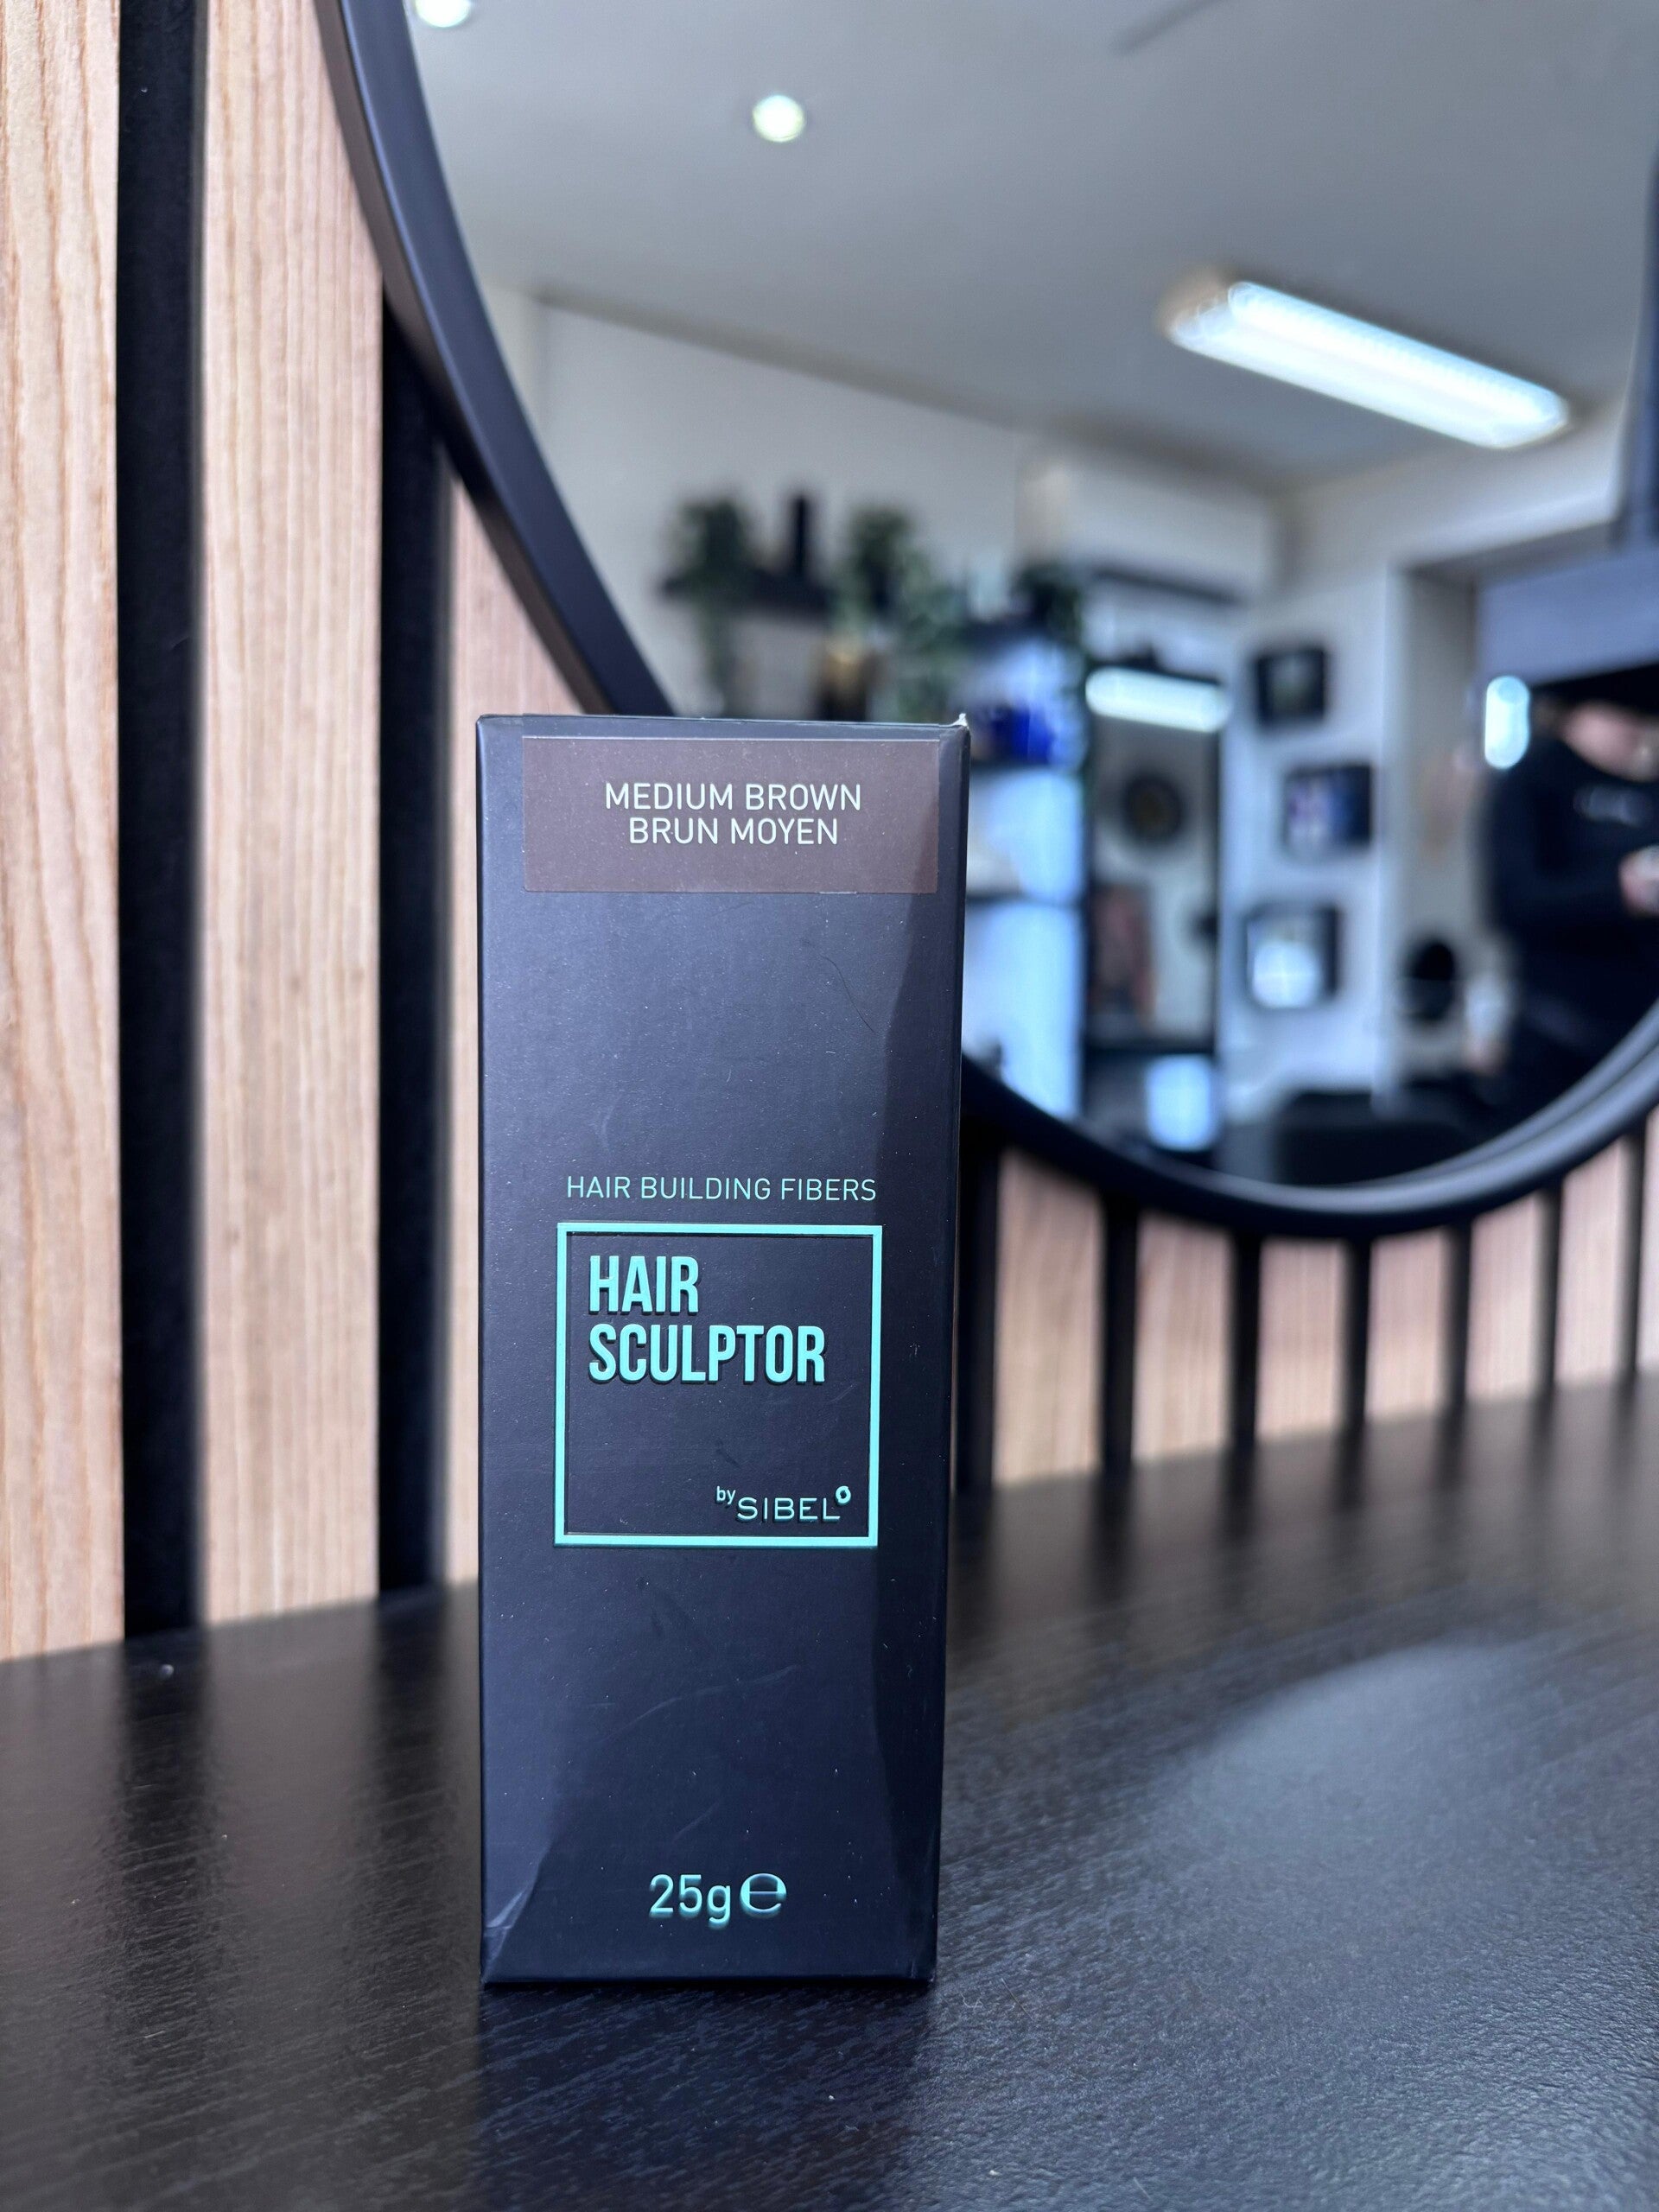 MEDIUM BROWN
BRUN MOYEN
HAIR BUILDING FIBERS
HAIR
SCULPTOR
by SIBEL
25g ℮